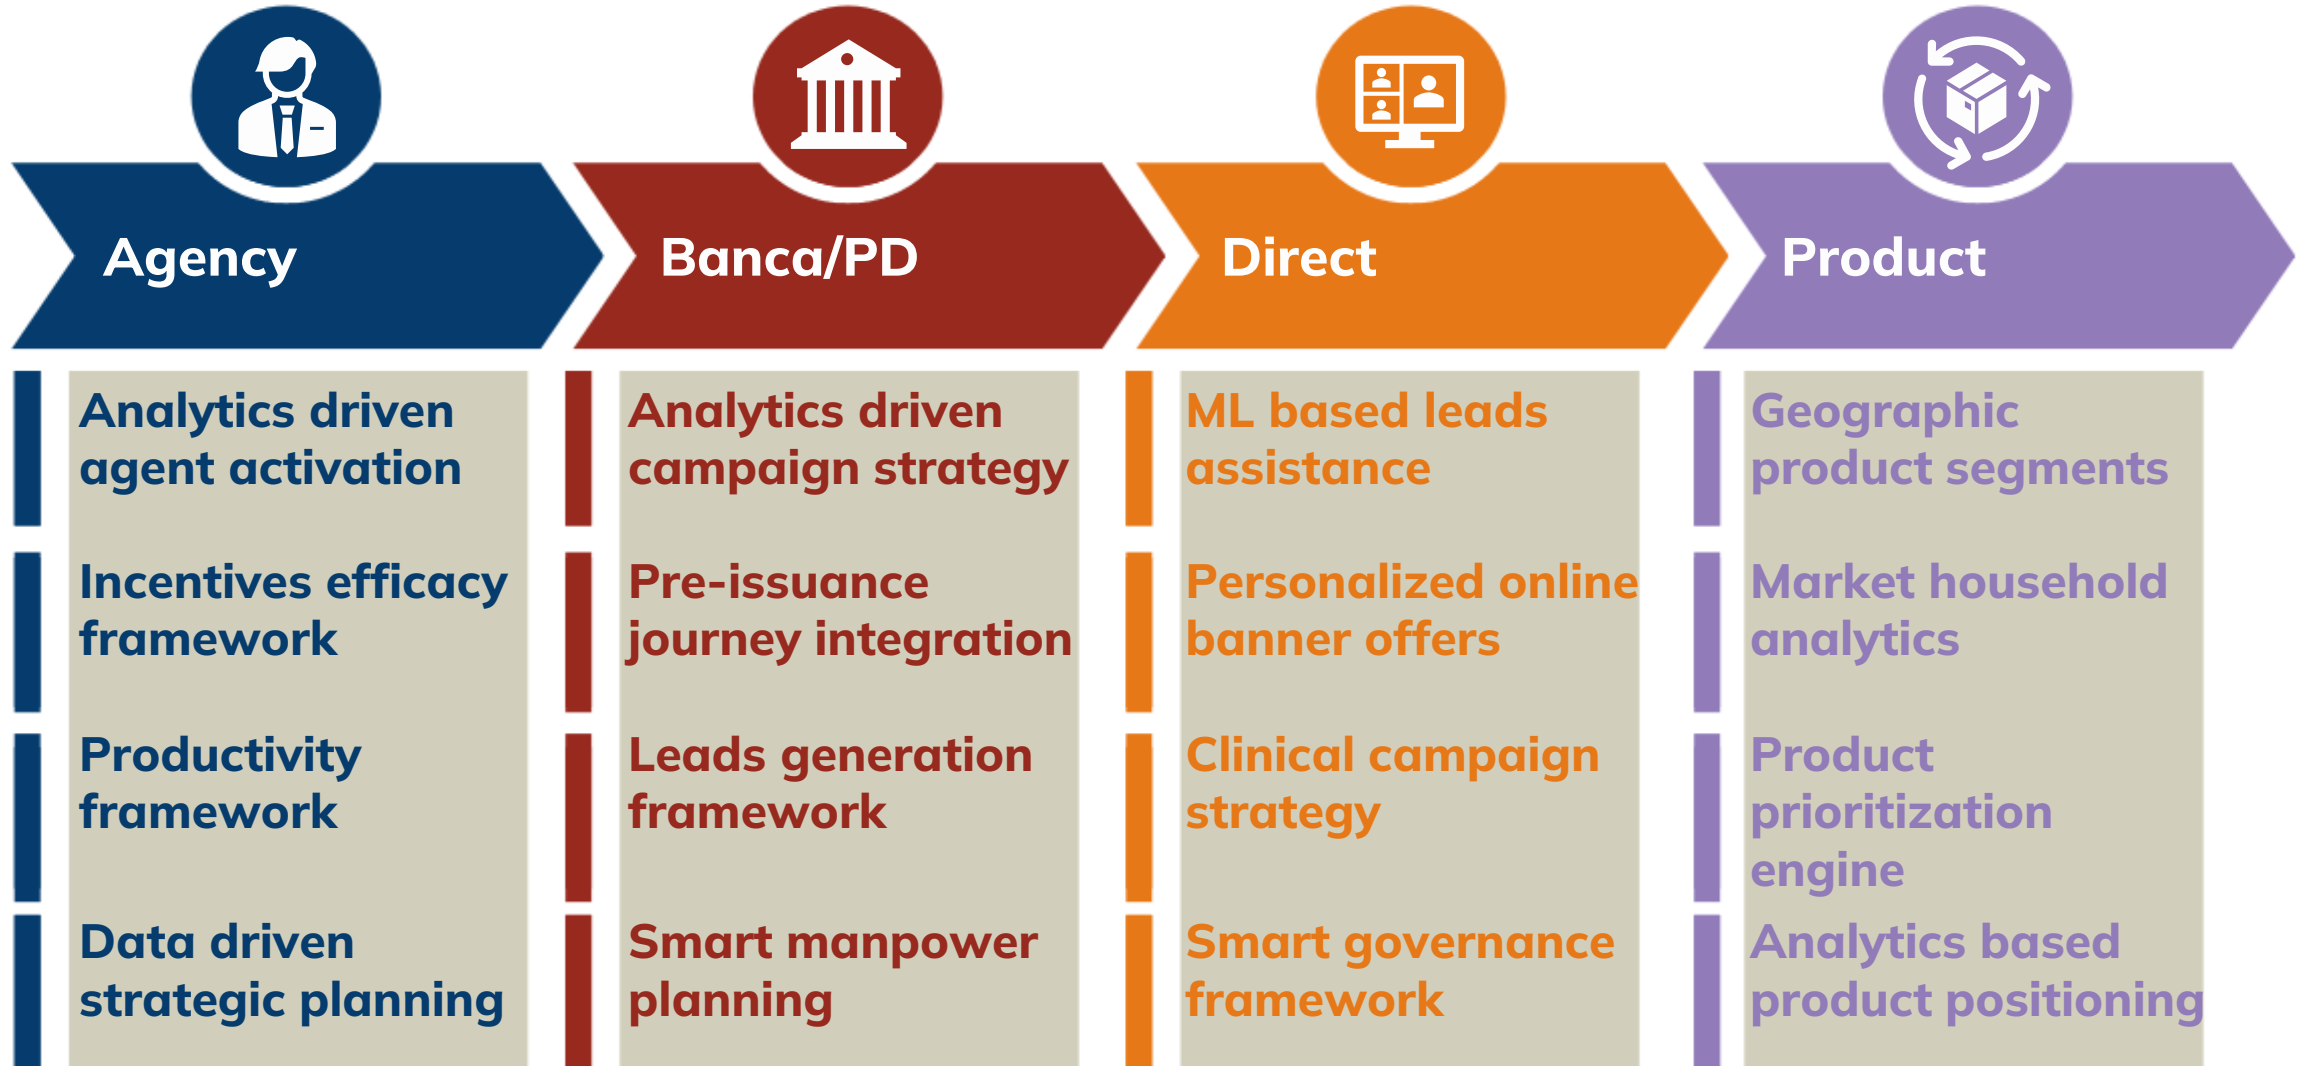 Agency
Banca/PD
Direct
Product
Analytics driven
agent activation
Incentives efficacy
framework
Productivity
framework
Data driven
strategic planning
Analytics driven
campaign strategy
Pre-issuance
journey integration
Leads generation
framework
Smart manpower
planning
ML based leads
assistance
Personalized online
banner offers
Clinical campaign
strategy
Smart governance
framework
Geographic
product segments
Market household
analytics
Product
prioritization
engine
Analytics based
product positioning